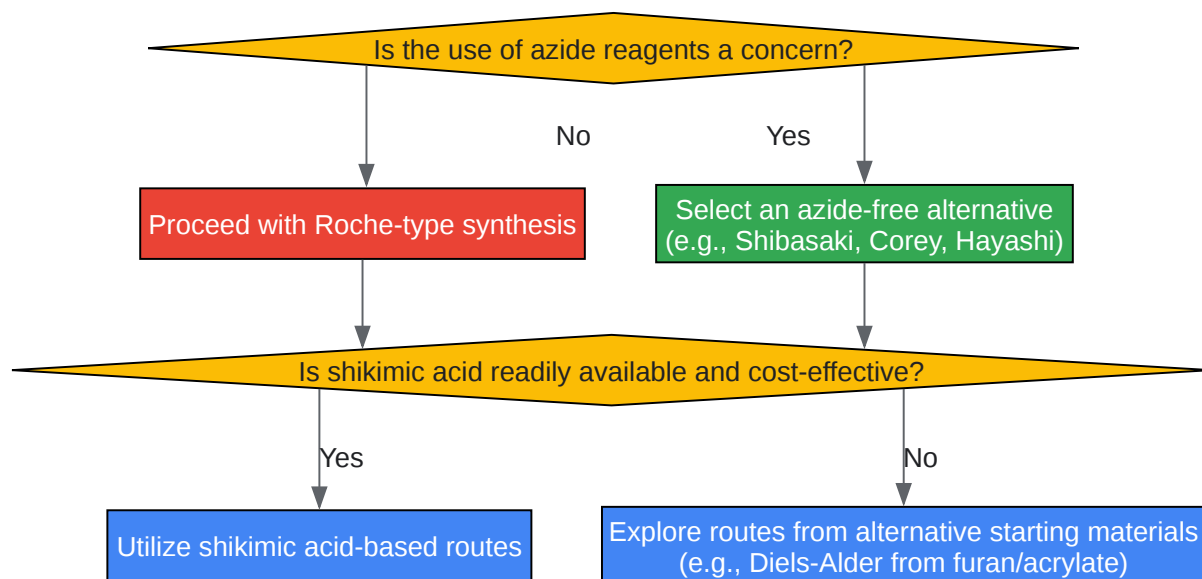 Is the use of azide reagents a concern?
No
Yes
Proceed with Roche-type synthesis
Select an azide-free alternative
(e.g., Shibasaki, Corey, Hayashi)
Is shikimic acid readily available and cost-effective?
Yes
No
Utilize shikimic acid-based routes
Explore routes from alternative starting materials
(e.g., Diels-Alder from furan/acrylate)